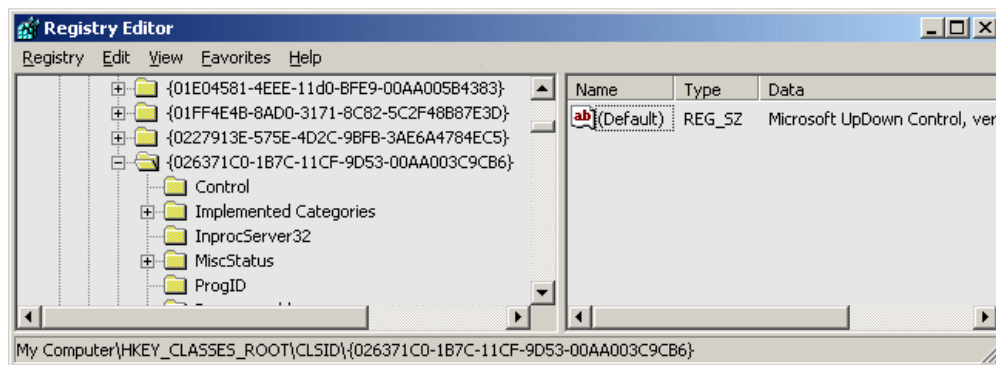 Registry Editor
Registry Edit View Favorites Help
{01E04581-4EEE-11d0-BFE9-00AA005B4383}
{01FF4E4B-8AD0-3171-8C82-5C2F48B87E3D}
{0227913E-575E-4D2C-9BFB-3AE6A4784EC5}
{026371C0-1B7C-11CF-9D53-00AA003C9CB6}
Control
Implemented Categories
InprocServer32
MiscStatus
ProgID
Name Type Data
ab (Default) REG_SZ Microsoft UpDown Control, ver
My Computer\HKEY_CLASSES_ROOT\CLSID\{026371C0-1B7C-11CF-9D53-00AA003C9CB6}